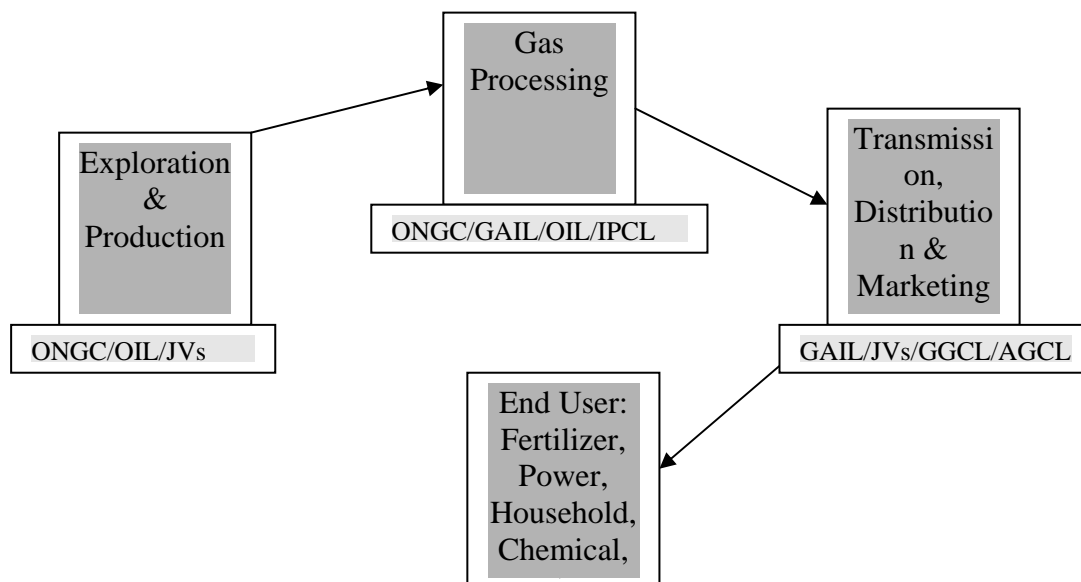 Exploration
&
Production
ONGC/OIL/JVs
Gas
Processing
ONGC/GAIL/OIL/IPCL
Transmissi
on,
Distributio
n &
Marketing
GAIL/JVs/GGCL/AGCL
End User:
Fertilizer,
Power,
Household,
Chemical,